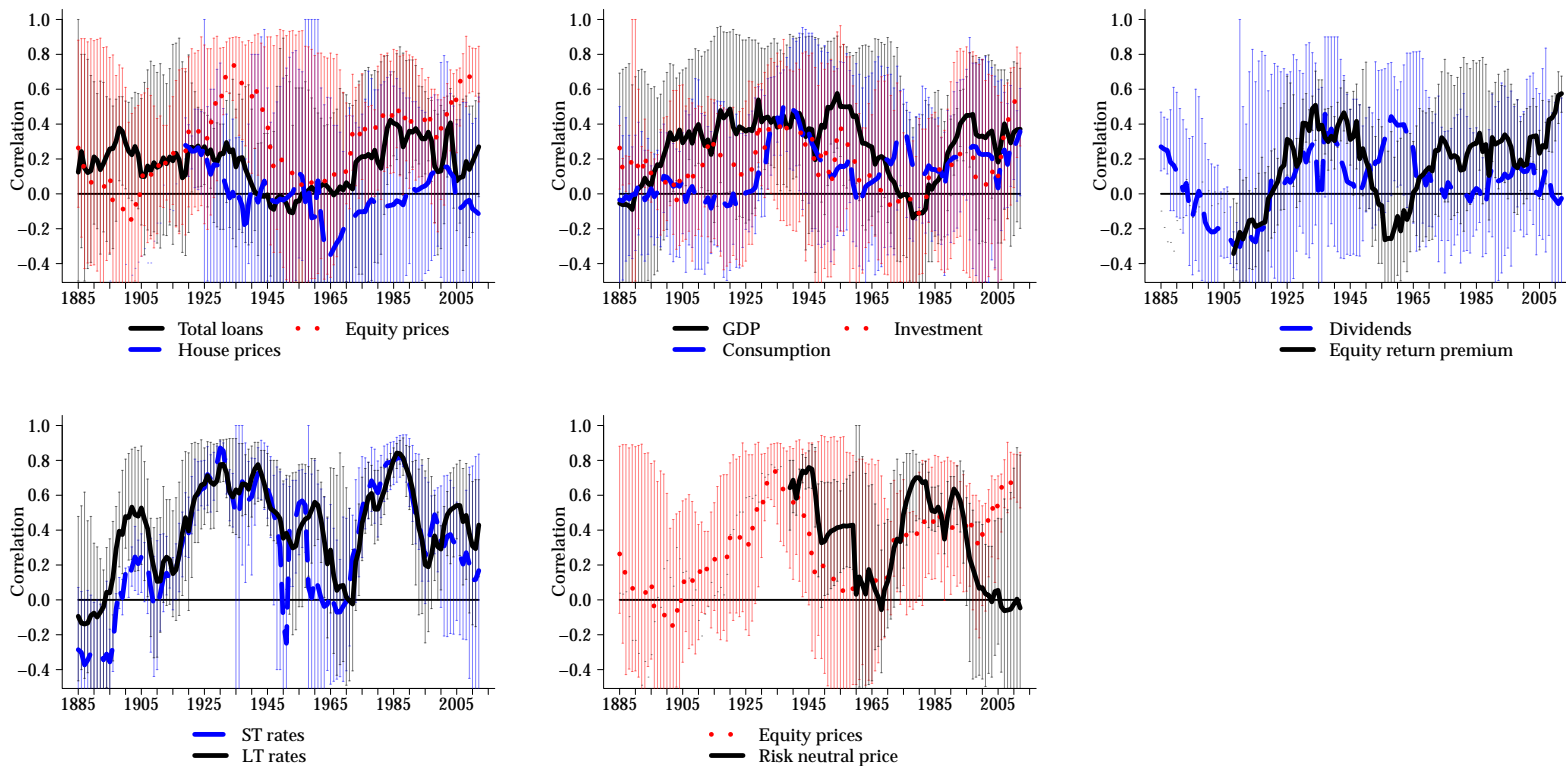 1.0
0.8
0.6
0.4
0.2
0.0
−0.2
−0.4
Correlation
1885 1905 1925 1945 1965 1985 2005
Total loans Equity prices
House prices
1.0
0.8
0.6
0.4
0.2
0.0
−0.2
−0.4
Correlation
1885 1905 1925 1945 1965 1985 2005
GDP Investment
Consumption
1.0
0.8
0.6
0.4
0.2
0.0
−0.2
−0.4
Correlation
1885 1905 1925 1945 1965 1985 2005
Dividends
Equity return premium
1.0
0.8
0.6
0.4
0.2
0.0
−0.2
−0.4
Correlation
1885 1905 1925 1945 1965 1985 2005
ST rates
LT rates
1.0
0.8
0.6
0.4
0.2
0.0
−0.2
−0.4
Correlation
1885 1905 1925 1945 1965 1985 2005
Equity prices
Risk neutral price